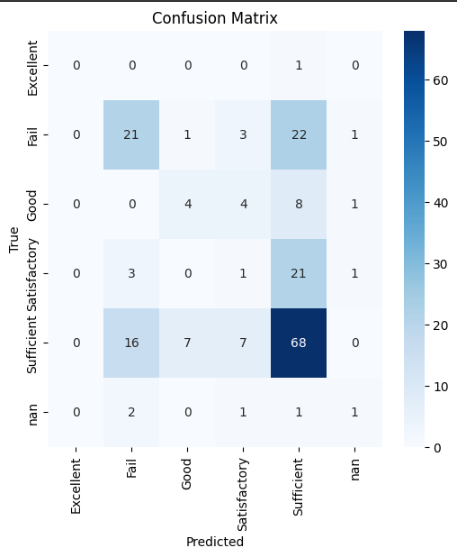 Confusion Matrix
True
Excellent 0 0 0 0 1 0
Fail 0 21 1 3 22 1
Good 0 0 4 4 8 1
Satisfactory 0 3 0 1 21 1
Sufficient 0 16 7 7 68 0
nan 0 2 0 1 1 1
Excellent Fail Good Satisfactory Sufficient nan
Predicted
60
50
40
30
20
10
0